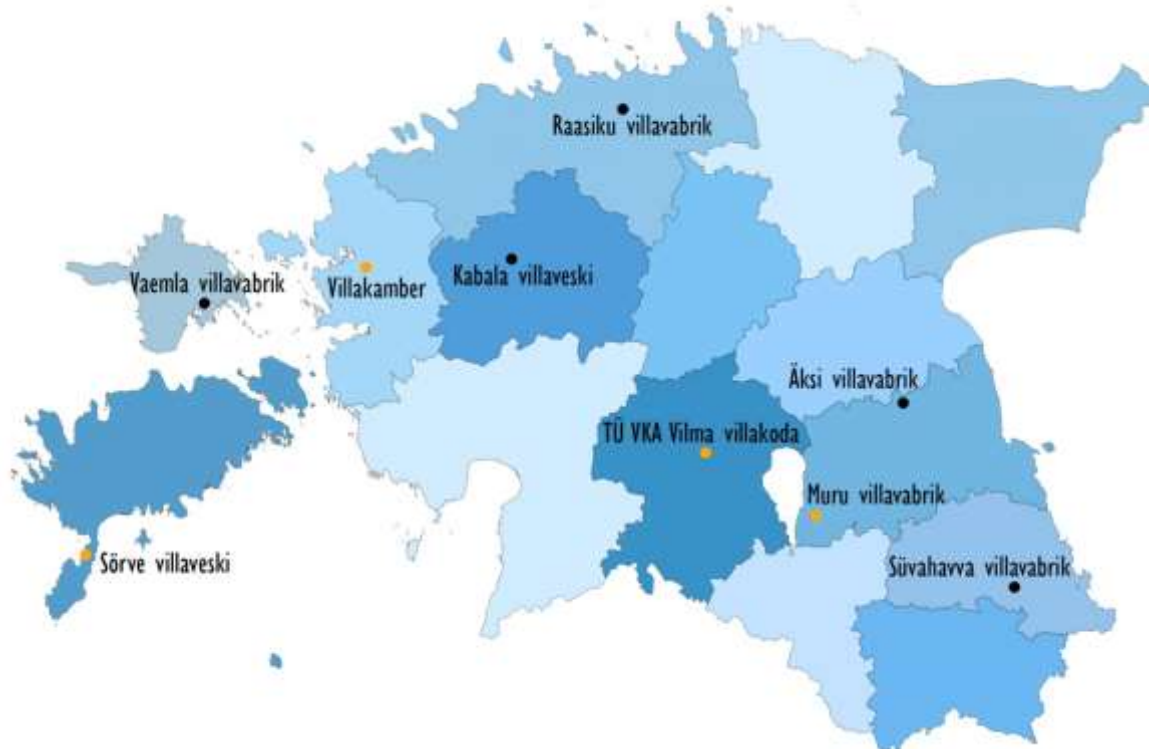 Raasiku villavabrik
Vaemla villavabrik
Villakamber
Kabala villaveski
Äksi villavabrik
TÜ VKA Vilma villakoda
Muru villavabrik
Sõrve villaveski
Süvahavva villavabrik